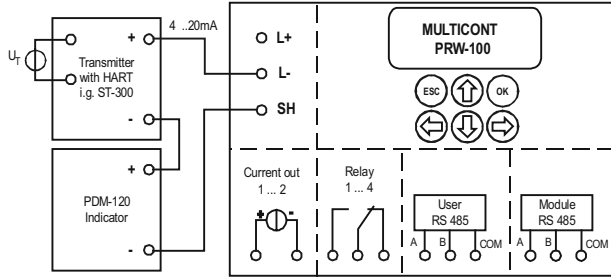 U_T
+
4 ..20mA
Transmitter
with HART
i.g. ST-300
-
+
PDM-120
Indicator
-
L+
L-
SH
MULTICONT
PRW-100
ESC
OK
Current out
1 ... 2
+ -
Relay
1 ... 4
User
RS 485
A B COM
Module
RS 485
A B COM